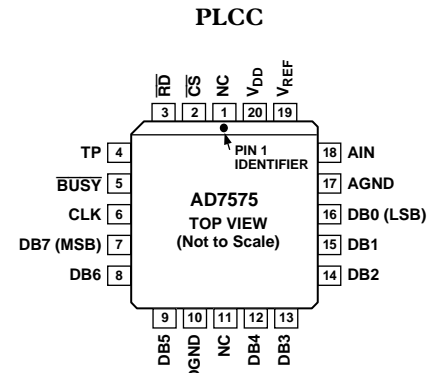 PLCC
RD CS NC VDD VREF
3 2 1 20 19
PIN 1
IDENTIFIER
TP 4
BUSY 5
CLK 6
DB7 (MSB) 7
DB6 8
AD7575
TOP VIEW
(Not to Scale)
18 AIN
17 AGND
16 DB0 (LSB)
15 DB1
14 DB2
9 10 11 12 13
DB5 DGND NC DB4 DB3